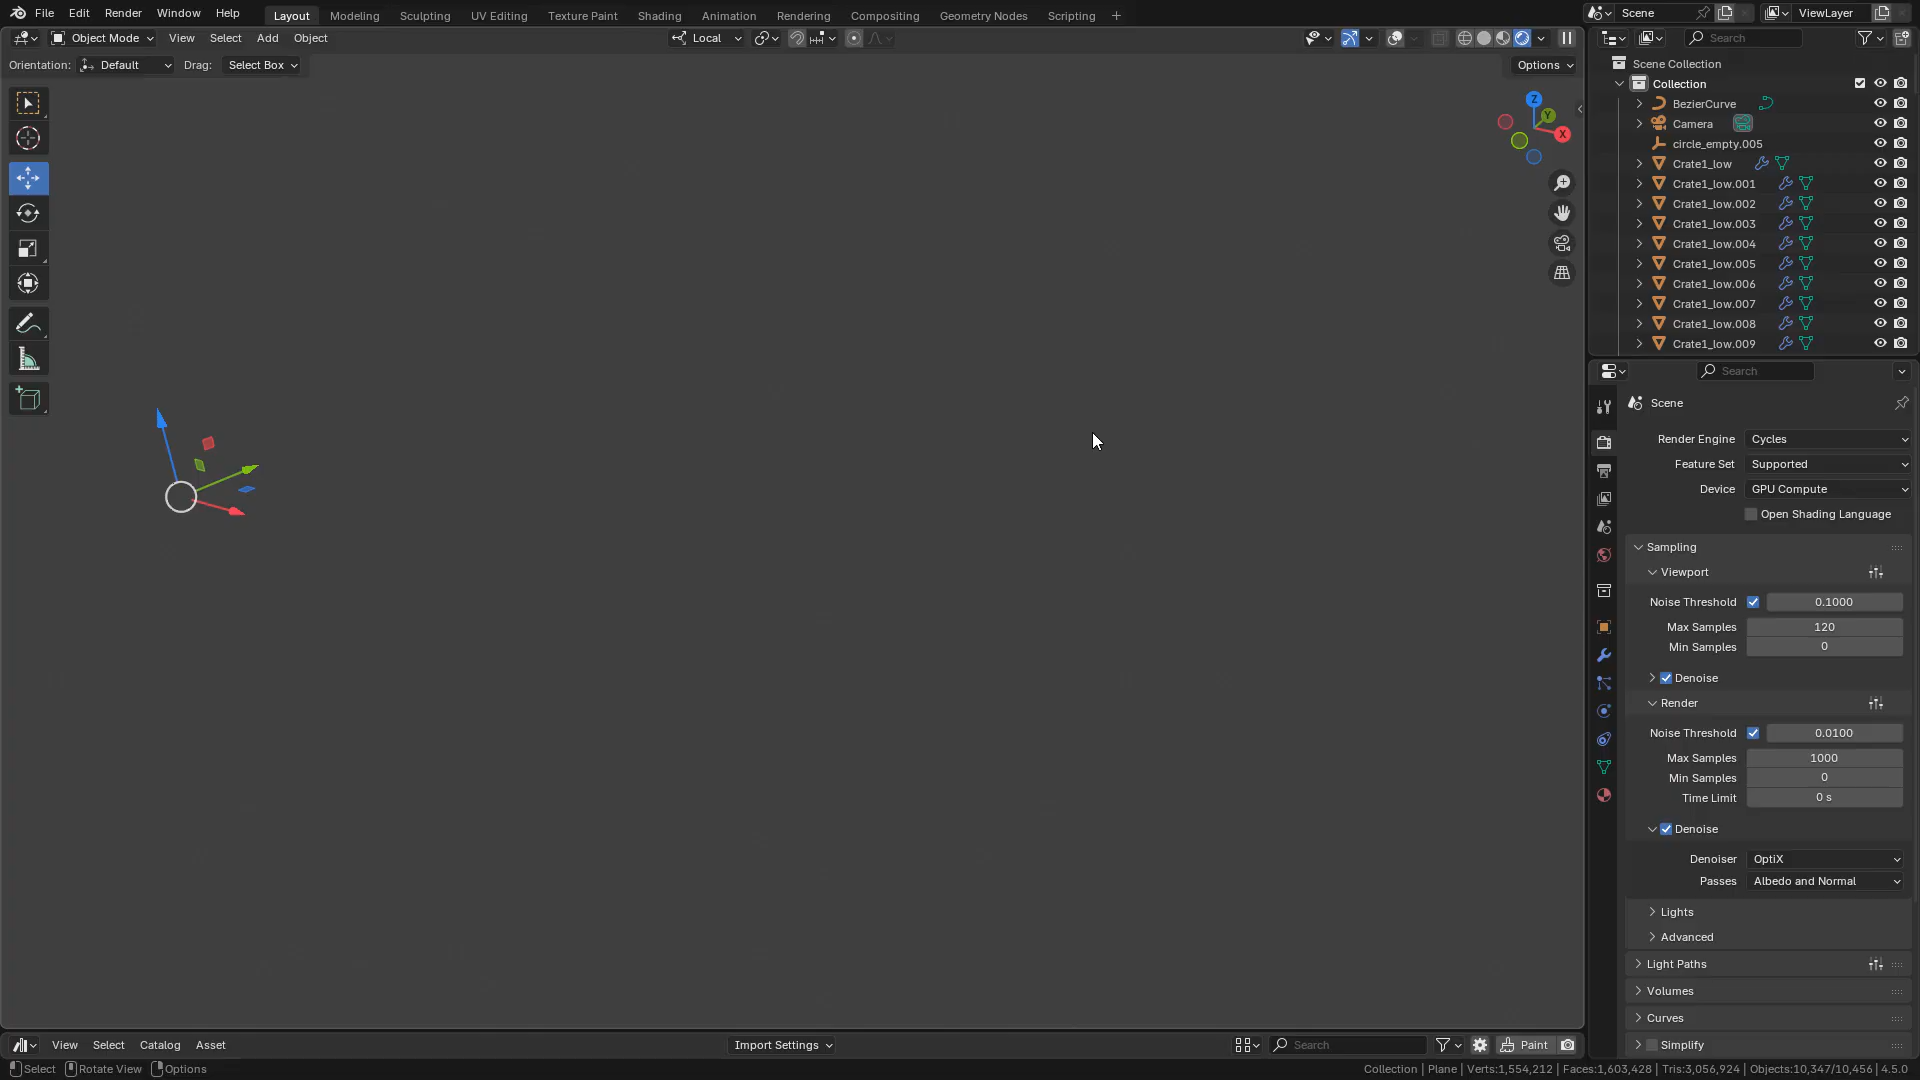 File Edit Render Window Help Layout Modeling Sculpting UV Editing Texture Paint Shading Animation Rendering Compositing Geometry Nodes Scripting + Scene ViewLayer
Object Mode View Select Add Object Local Search
Orientation: Default Drag: Select Box Options
Z
Y
X
Scene Collection
Collection
BezierCurve
Camera
circle_empty.005
Crate1_low
Crate1_low.001
Crate1_low.002
Crate1_low.003
Crate1_low.004
Crate1_low.005
Crate1_low.006
Crate1_low.007
Crate1_low.008
Crate1_low.009
Search
Scene
Render Engine Cycles
Feature Set Supported
Device GPU Compute
Open Shading Language
Sampling
Viewport
Noise Threshold 0.1000
Max Samples 120
Min Samples 0
Denoise
Render
Noise Threshold 0.0100
Max Samples 1000
Min Samples 0
Time Limit 0 s
Denoise
Denoiser OptiX
Passes Albedo and Normal
Lights
Advanced
Light Paths
Volumes
Curves
Simplify
View Select Catalog Asset Import Settings Search Paint
Select Rotate View Options Collection | Plane | Verts:1,554,212 | Faces:1,603,428 | Tris:3,056,924 | Objects:10,347/10,456 | 4.5.0